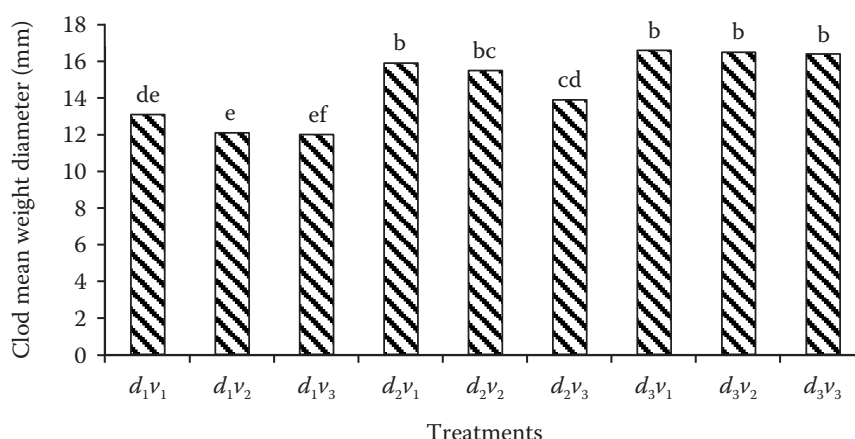 Clod mean weight diameter (mm)
18
16
14
12
10
8
6
4
2
0
de
e
ef
b
bc
cd
b
b
b
d₁v₁ d₁v₂ d₁v₃ d₂v₁ d₂v₂ d₂v₃ d₃v₁ d₃v₂ d₃v₃
Treatments